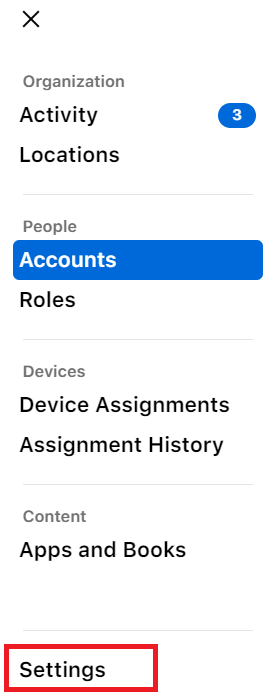 Organization
Activity 3
Locations
People
Accounts
Roles
Devices
Device Assignments
Assignment History
Content
Apps and Books
Settings